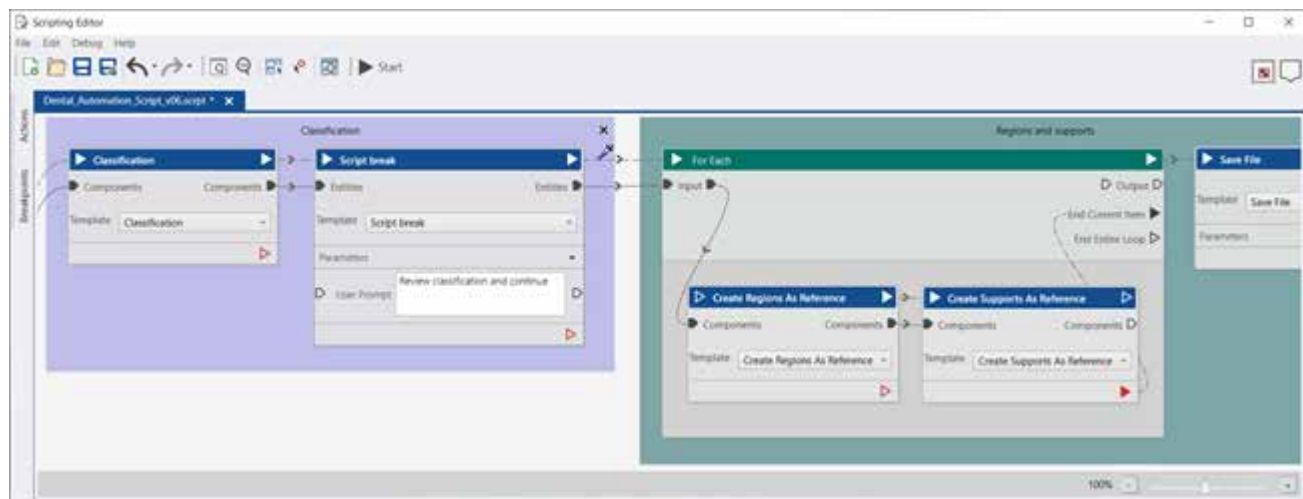 Scripting Editor
File Edit Debug Help
Start
Dental_Automation_Script_v06.script *
Actions
Breakpoints
Classification
Classification
Components Components
Template Classification
Script break
Entities Entities
Template Script break
Parameters
User Prompt Review classification and continue
Regions and supports
For Each
Input
Output
End Current Item
End Entire Loop
Create Regions As Reference
Components Components
Template Create Regions As Reference
Create Supports As Reference
Components Components
Template Create Supports As Reference
Save File
Template Save File
Parameters
100%